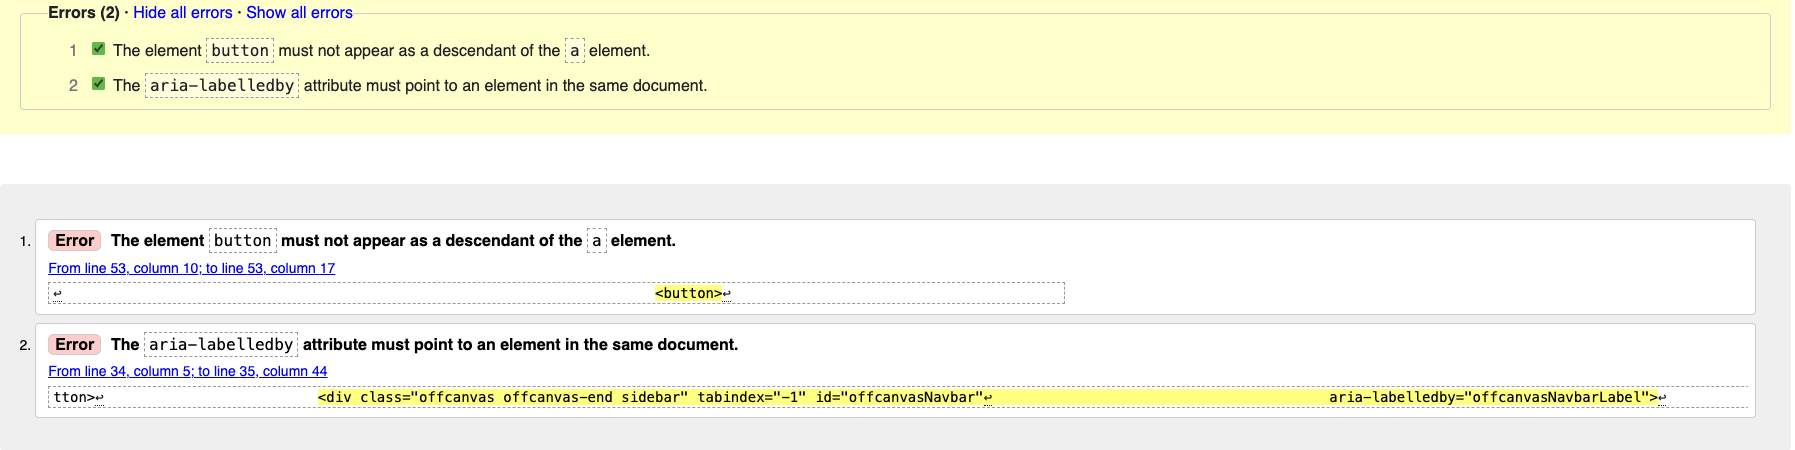 Errors (2) · Hide all errors · Show all errors
1 The element button must not appear as a descendant of the a element.
2 The aria-labelledby attribute must point to an element in the same document.
1. Error The element button must not appear as a descendant of the a element.
From line 53, column 10; to line 53, column 17
↩ <button>↩
2. Error The aria-labelledby attribute must point to an element in the same document.
From line 34, column 5; to line 35, column 44
tton>↩ <div class="offcanvas offcanvas-end sidebar" tabindex="-1" id="offcanvasNavbar"↩ aria-labelledby="offcanvasNavbarLabel">↩